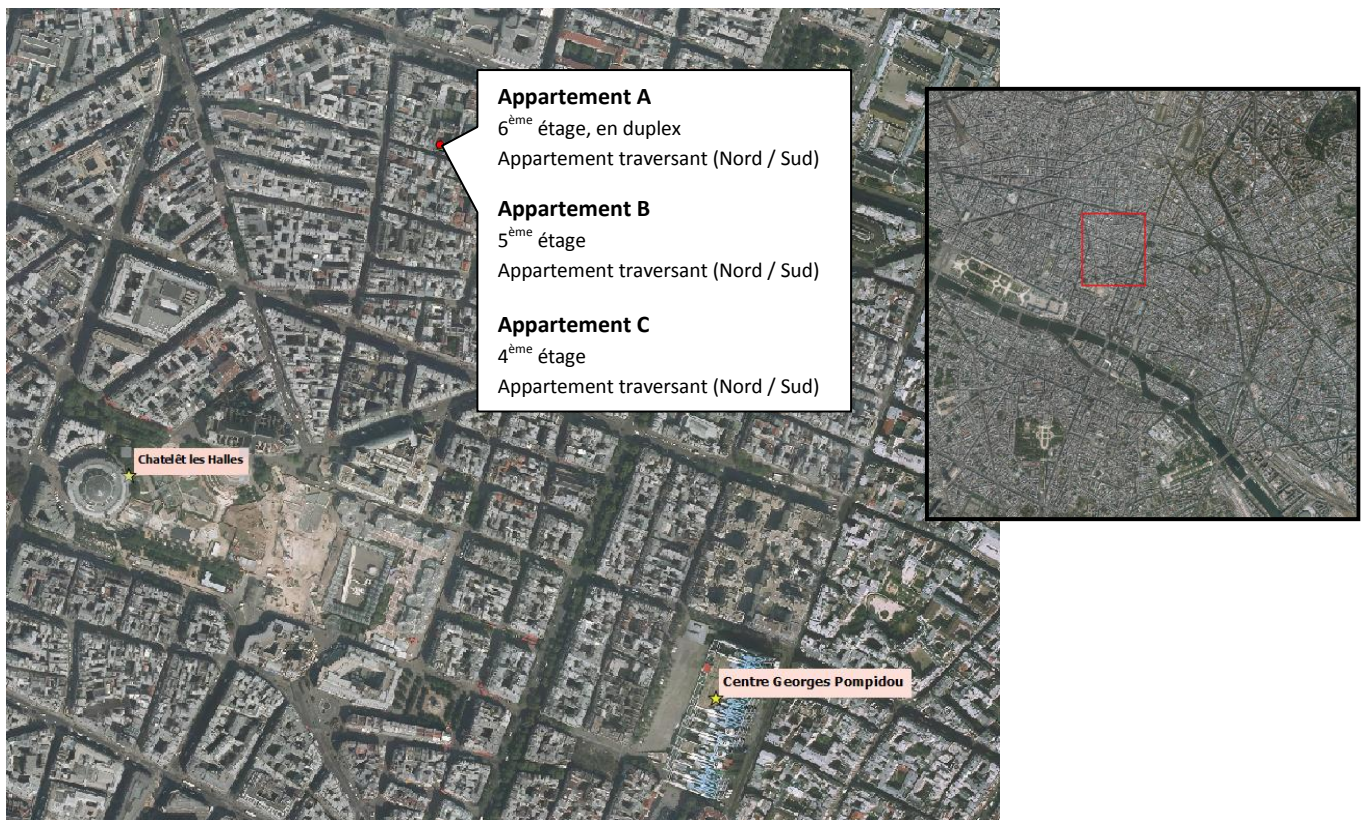 Appartement A
6ème étage, en duplex
Appartement traversant (Nord / Sud)
Appartement B
5ème étage
Appartement traversant (Nord / Sud)
Appartement C
4ème étage
Appartement traversant (Nord / Sud)
Chatelêt les Halles
Centre Georges Pompidou